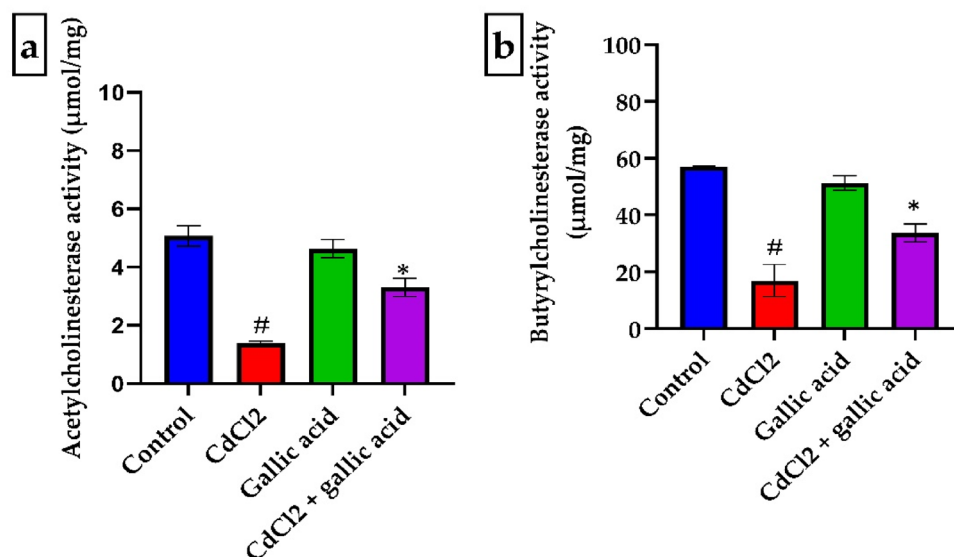 a
Acetylcholinesterase activity (μmol/mg)
10
8
6
4
2
0
#
*
Control
CdCl2
Gallic acid
CdCl2 + gallic acid
b
Butyrylcholinesterase activity
(μmol/mg)
100
80
60
40
20
0
#
*
Control
CdCl2
Gallic acid
CdCl2 + gallic acid